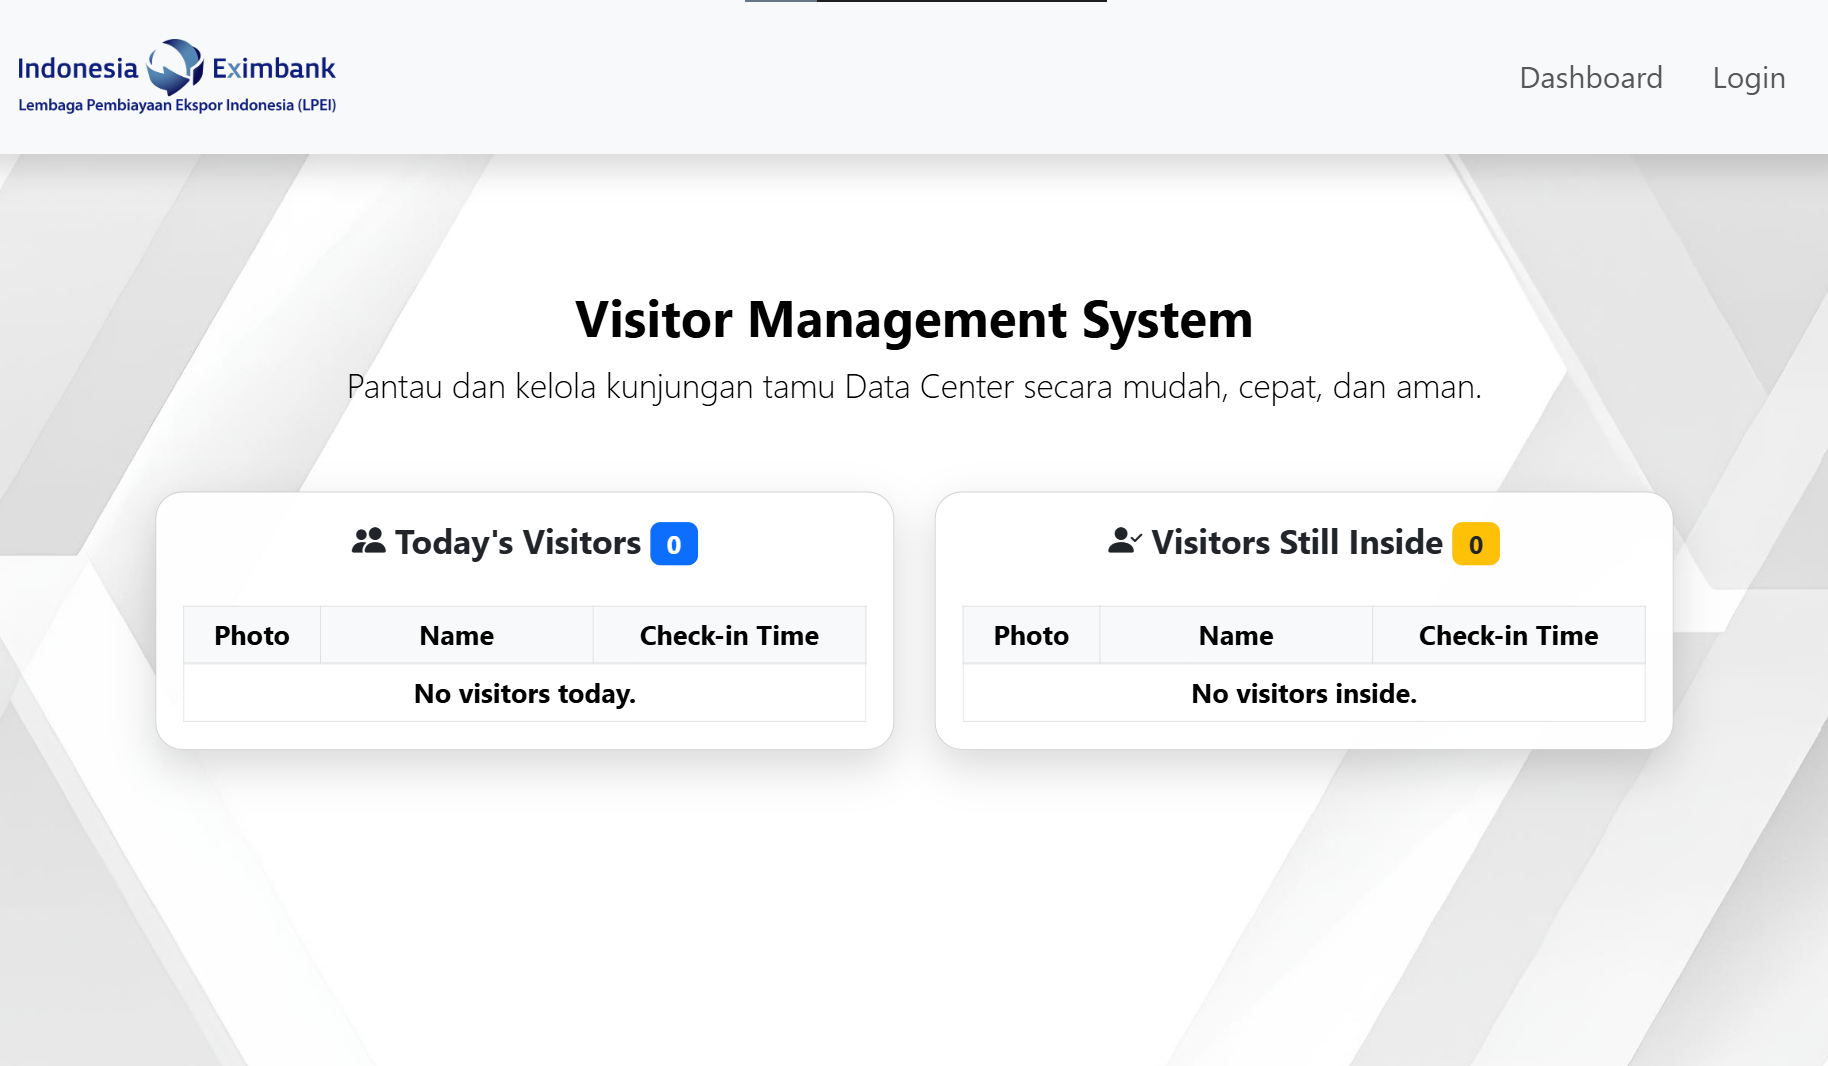 Indonesia Eximbank
Lembaga Pembiayaan Ekspor Indonesia (LPEI)
Dashboard Login
Visitor Management System
Pantau dan kelola kunjungan tamu Data Center secara mudah, cepat, dan aman.
Today's Visitors 0
Photo Name Check-in Time
No visitors today.
Visitors Still Inside 0
Photo Name Check-in Time
No visitors inside.